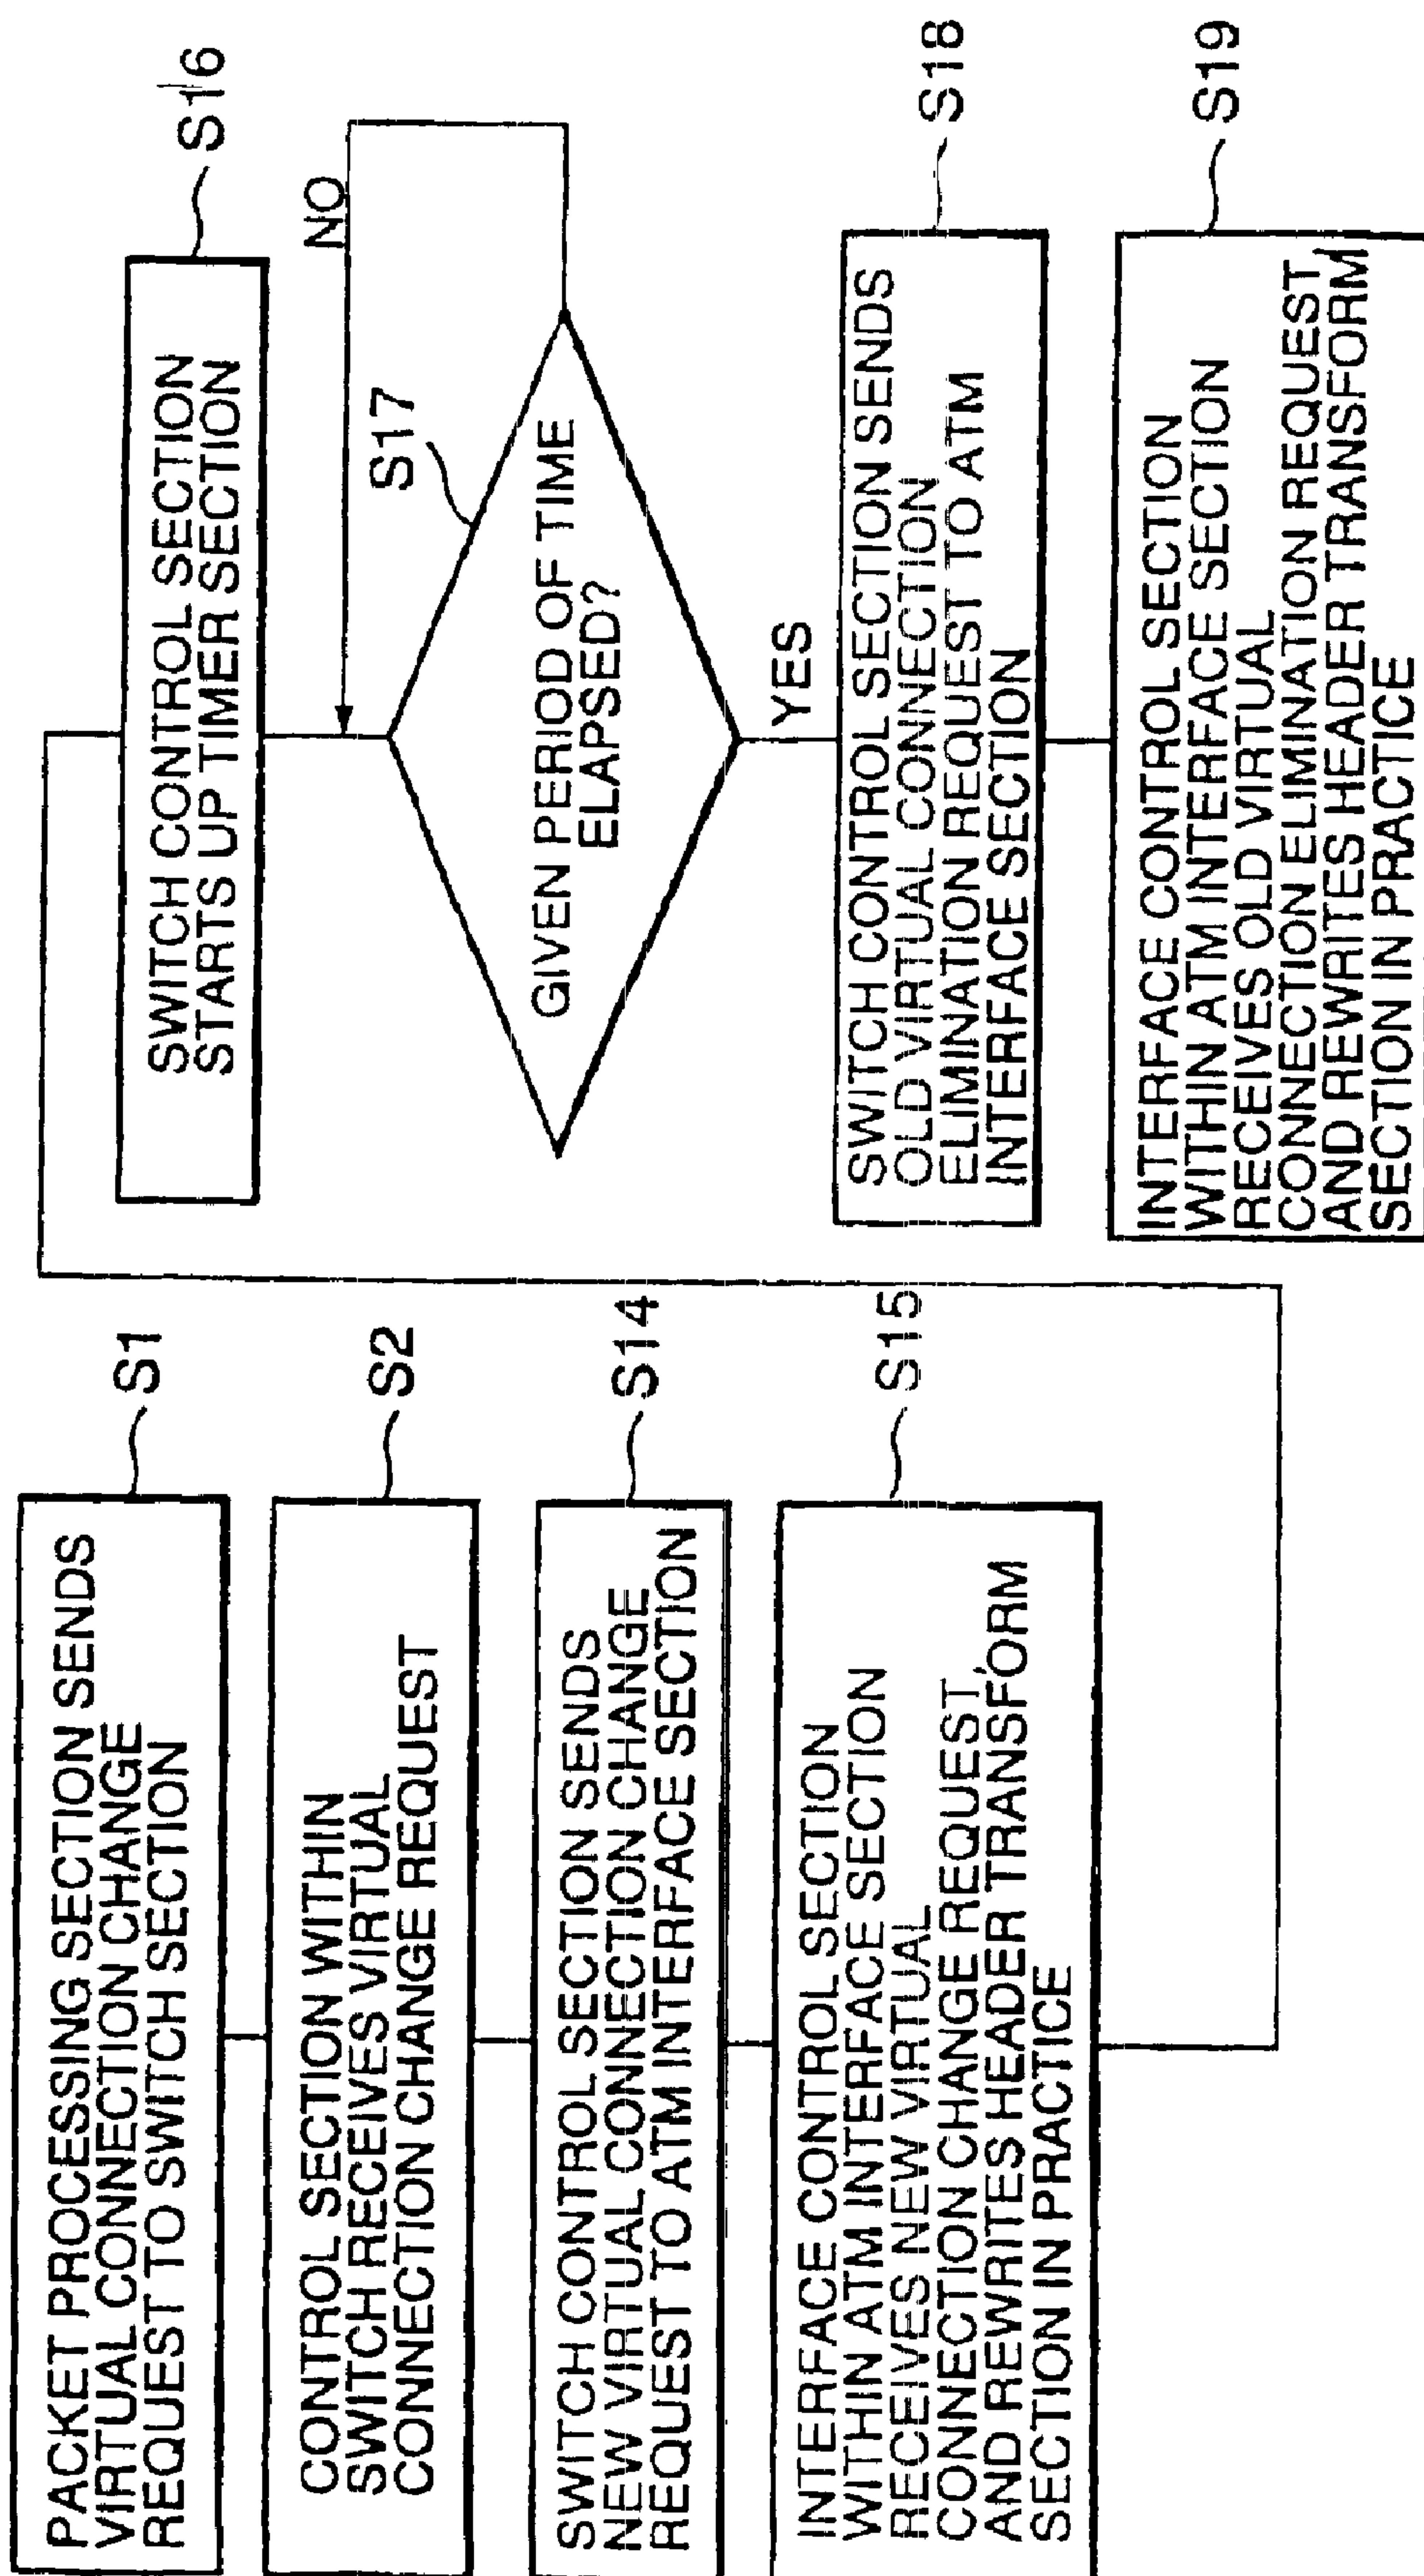 PACKET PROCESSING SECTION SENDS
VIRTUAL CONNECTION CHANGE
REQUEST TO SWITCH SECTION
S1
CONTROL SECTION WITHIN
SWITCH RECEIVES VIRTUAL
CONNECTION CHANGE REQUEST
S2
SWITCH CONTROL SECTION SENDS
NEW VIRTUAL CONNECTION CHANGE
REQUEST TO ATM INTERFACE SECTION
S14
INTERFACE CONTROL SECTION
WITHIN ATM INTERFACE SECTION
RECEIVES NEW VIRTUAL
CONNECTION CHANGE REQUEST,
AND REWRITES HEADER TRANSFORM
SECTION IN PRACTICE
S15
SWITCH CONTROL SECTION
STARTS UP TIMER SECTION
S16
NO
S17
GIVEN PERIOD OF TIME
ELAPSED?
YES
SWITCH CONTROL SECTION SENDS
OLD VIRTUAL CONNECTION
ELIMINATION REQUEST TO ATM
INTERFACE SECTION
S18
INTERFACE CONTROL SECTION
WITHIN ATM INTERFACE SECTION
RECEIVES OLD VIRTUAL
CONNECTION ELIMINATION REQUEST,
AND REWRITES HEADER TRANSFORM
SECTION IN PRACTICE
S19